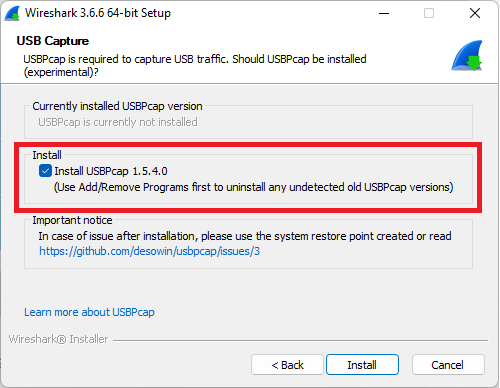 Wireshark 3.6.6 64-bit Setup
USB Capture
USBPcap is required to capture USB traffic. Should USBPcap be installed
(experimental)?
Currently installed USBPcap version
USBPcap is currently not installed
Install
Install USBPcap 1.5.4.0
(Use Add/Remove Programs first to uninstall any undetected old USBPcap versions)
Important notice
In case of issue after installation, please use the system restore point created or read
https://github.com/desowin/usbpcap/issues/3
Learn more about USBPcap
Wireshark® Installer
< Back
Install
Cancel